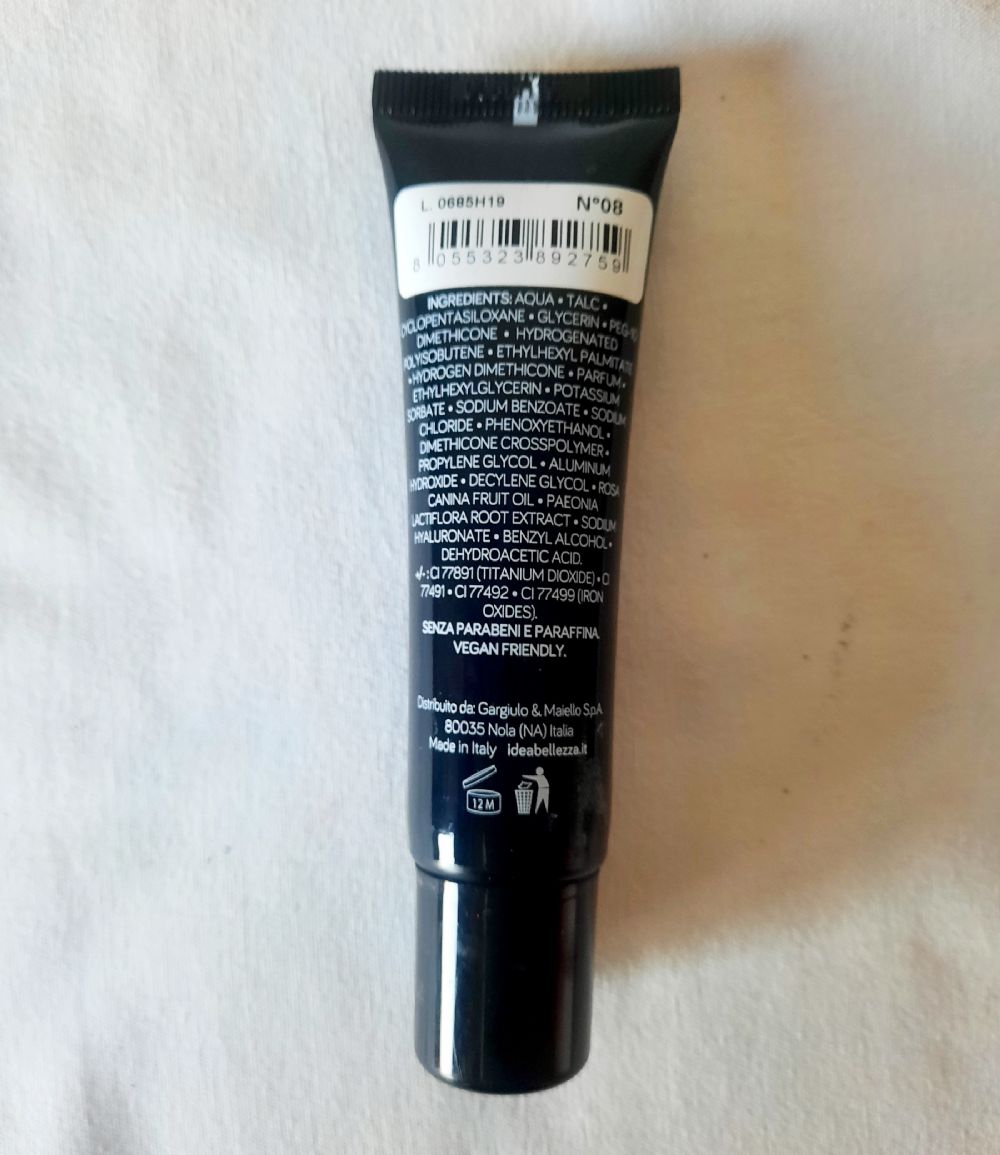 L. 0685H19 N°08
8 055323 892759
INGREDIENTS: AQUA • TALC •
CYCLOPENTASILOXANE • GLYCERIN • PEG-10
DIMETHICONE • HYDROGENATED
POLYISOBUTENE • ETHYLHEXYL PALMITATE
• HYDROGEN DIMETHICONE • PARFUM •
ETHYLHEXYLGLYCERIN • POTASSIUM
SORBATE • SODIUM BENZOATE • SODIUM
CHLORIDE • PHENOXYETHANOL •
DIMETHICONE CROSSPOLYMER •
PROPYLENE GLYCOL • ALUMINUM
HYDROXIDE • DECYLENE GLYCOL • ROSA
CANINA FRUIT OIL • PAEONIA
LACTIFLORA ROOT EXTRACT • SODIUM
HYALURONATE • BENZYL ALCOHOL •
DEHYDROACETIC ACID.
+/- : CI 77891 (TITANIUM DIOXIDE) • CI
77491 • CI 77492 • CI 77499 (IRON
OXIDES).
SENZA PARABENI E PARAFFINA.
VEGAN FRIENDLY.
Distribuito da: Gargiulo & Maiello S.p.A.
80035 Nola (NA) Italia
Made in Italy ideabellezza.it
12M